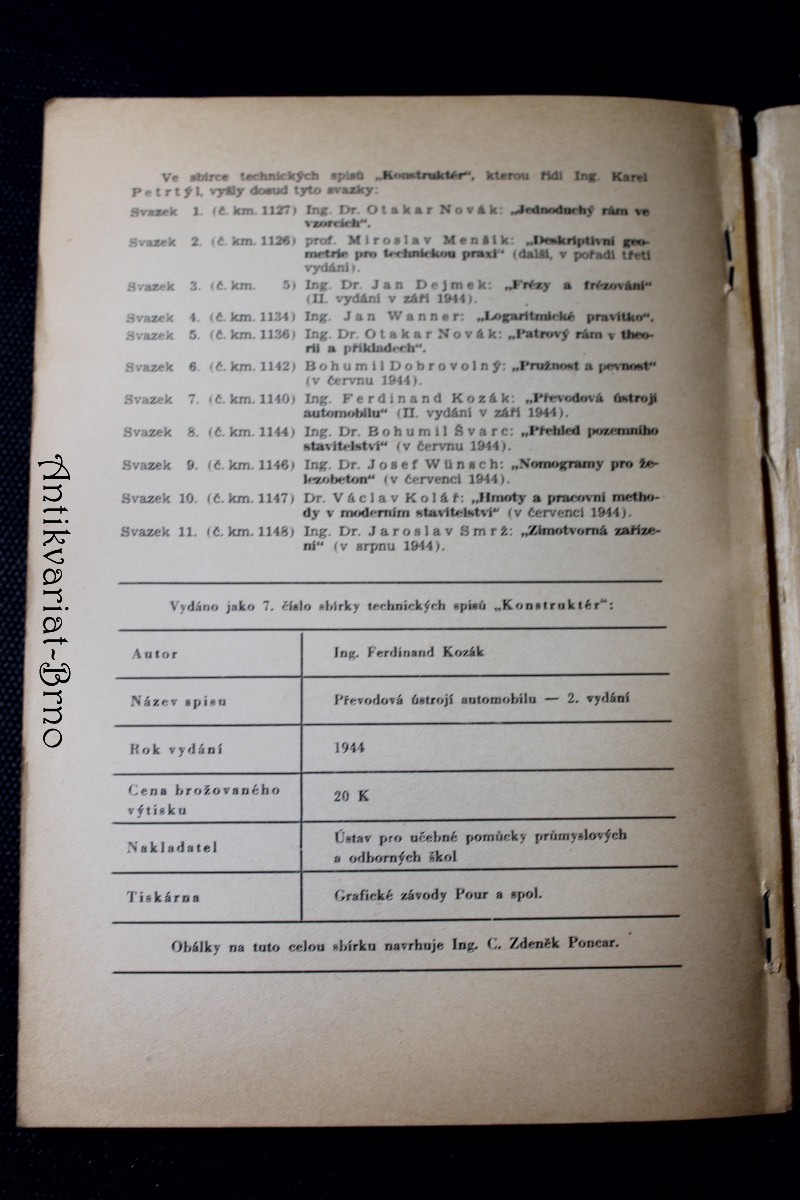 Ve sbírce technických spisů „Konstruktér“, kterou řídí Ing. Karel
Petrtýl, vyšly dosud tyto svazky:
Svazek 1. (č. km. 1127) Ing. Dr. Otakar Novák: „Jednoduchý rám ve
vzorcích“.
Svazek 2. (č. km. 1126) prof. Miroslav Menšík: „Deskriptivní geo-
metrie pro technickou praxi“ (další, v pořadí třetí
vydání).
Svazek 3. (č. km. 5) Ing. Dr. Jan Dejmek: „Frézy a frézování“
(II. vydání v září 1944).
Svazek 4. (č. km. 1134) Ing. Jan Wanner: „Logaritmické pravítko“.
Svazek 5. (č. km. 1136) Ing. Dr. Otakar Novák: „Patrový rám v theo-
rii a příkladech“.
Svazek 6. (č. km. 1142) Bohumil Dobrovolný: „Pružnost a pevnost“
(v červnu 1944).
Svazek 7. (č. km. 1140) Ing. Ferdinand Kozák: „Převodová ústrojí
automobilu“ (II. vydání v září 1944).
Svazek 8. (č. km. 1144) Ing. Dr. Bohumil Švarc: „Přehled pozemního
stavitelství“ (v červnu 1944).
Svazek 9. (č. km. 1146) Ing. Dr. Josef Wünsch: „Nomogramy pro že-
lezobeton“ (v červenci 1944).
Svazek 10. (č. km. 1147) Dr. Václav Kolář: „Hmoty a pracovní metho-
dy v moderním stavitelství“ (v červenci 1944).
Svazek 11. (č. km. 1148) Ing. Dr. Jaroslav Smrž: „Zimotvorná zaříze-
ní“ (v srpnu 1944).
Vydáno jako 7. číslo sbírky technických spisů „Konstruktér“:
Autor Ing. Ferdinand Kozák
Název spisu Převodová ústrojí automobilu — 2. vydání
Rok vydání 1944
Cena brožovaného
výtisku 20 K
Nakladatel Ústav pro učebné pomůcky průmyslových
a odborných škol
Tiskárna Grafické závody Pour a spol.
Obálky na tuto celou sbírku navrhuje Ing. C. Zdeněk Poncar.
Antikvariat-Brno